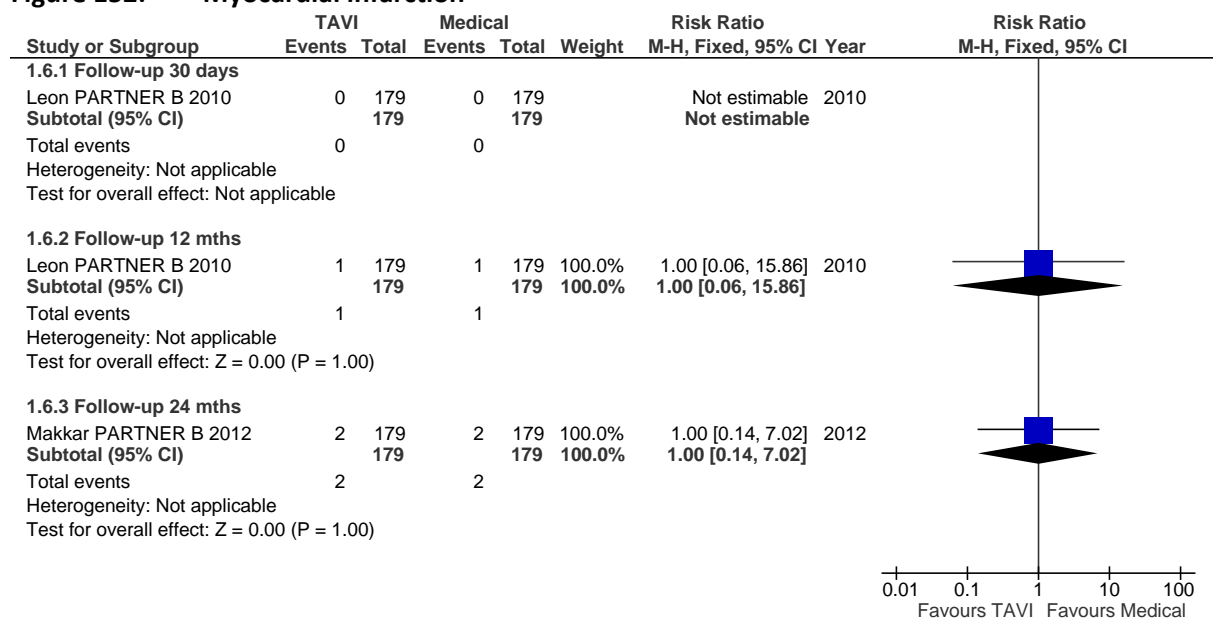 TAVI Medical Risk Ratio Risk Ratio
Study or Subgroup Events Total Events Total Weight M-H, Fixed, 95% CI Year M-H, Fixed, 95% CI
1.6.1 Follow-up 30 days
Leon PARTNER B 2010 0 179 0 179 Not estimable 2010
Subtotal (95% CI) 179 179 Not estimable
Total events 0 0
Heterogeneity: Not applicable
Test for overall effect: Not applicable
1.6.2 Follow-up 12 mths
Leon PARTNER B 2010 1 179 1 179 100.0% 1.00 [0.06, 15.86] 2010
Subtotal (95% CI) 179 179 100.0% 1.00 [0.06, 15.86]
Total events 1 1
Heterogeneity: Not applicable
Test for overall effect: Z = 0.00 (P = 1.00)
1.6.3 Follow-up 24 mths
Makkar PARTNER B 2012 2 179 2 179 100.0% 1.00 [0.14, 7.02] 2012
Subtotal (95% CI) 179 179 100.0% 1.00 [0.14, 7.02]
Total events 2 2
Heterogeneity: Not applicable
Test for overall effect: Z = 0.00 (P = 1.00)
0.01 0.1 1 10 100
Favours TAVI Favours Medical